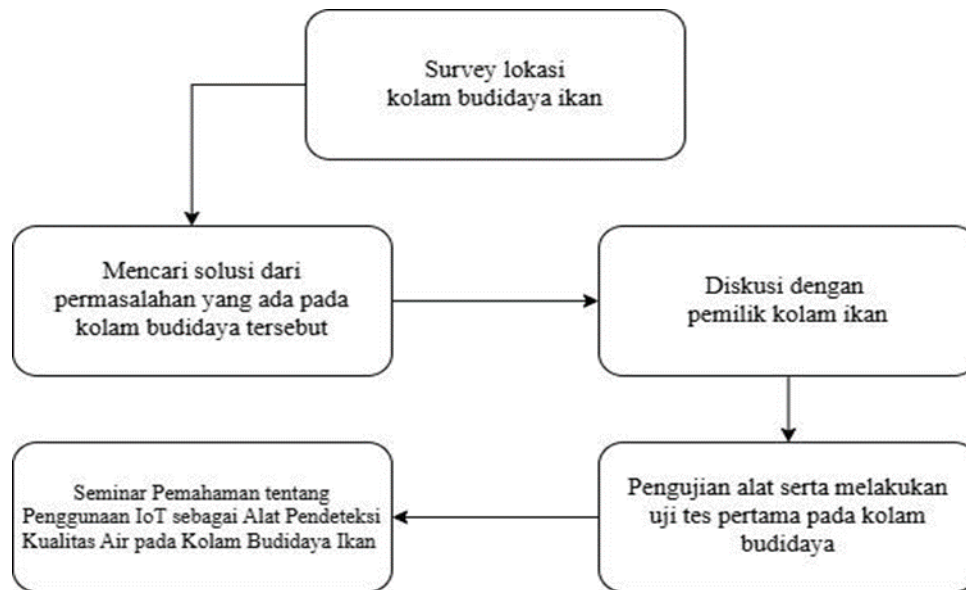 Survey lokasi
kolam budidaya ikan
Mencari solusi dari
permasalahan yang ada pada
kolam budidaya tersebut
Diskusi dengan
pemilik kolam ikan
Pengujian alat serta melakukan
uji tes pertama pada kolam
budidaya
Seminar Pemahaman tentang
Penggunaan IoT sebagai Alat Pendeteksi
Kualitas Air pada Kolam Budidaya Ikan